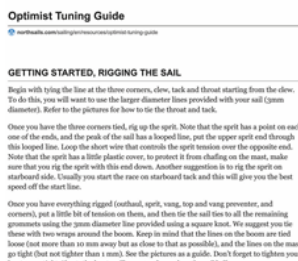 Optimist Tuning Guide
northsails.com/sailing/en/resources/optimist-tuning-guide
GETTING STARTED, RIGGING THE SAIL
Begin with tying the line at the three corners, clew, tack and throat starting from the clew.
To do this, you will want to use the larger diameter lines provided with your sail (3mm
diameter). Refer to the pictures for how to tie the throat and tack.
Once you have the three corners tied, rig up the sprit. Note that the sprit has a point on eac
one of the ends, and the peak of the sail has a looped line, put the upper sprit end through
this looped line. Loop the short wire that controls the sprit tension over the opposite end.
Note that the sprit has a little plastic cover, to protect it from chafing on the mast, make
sure that you rig the sprit with this end down. Another suggestion is to rig the sprit on
starboard side. Usually you start the race on starboard tack and this will give you the best
speed off the start line.
Once you have everything rigged (outhaul, sprit, vang, top and vang preventer, and
corners), put a little bit of tension on them, and then tie the sail ties to all the remaining
grommets using the 3mm diameter line provided using a square knot. We suggest you tie
these with two wraps around the boom. Keep in mind that the lines on the boom are tied
loose (not more than 10 mm away but as close to that as possible), and the lines on the mas
go tight (but not tighter than 1 mm). See the pictures as a guide. Don't forget to tighten you